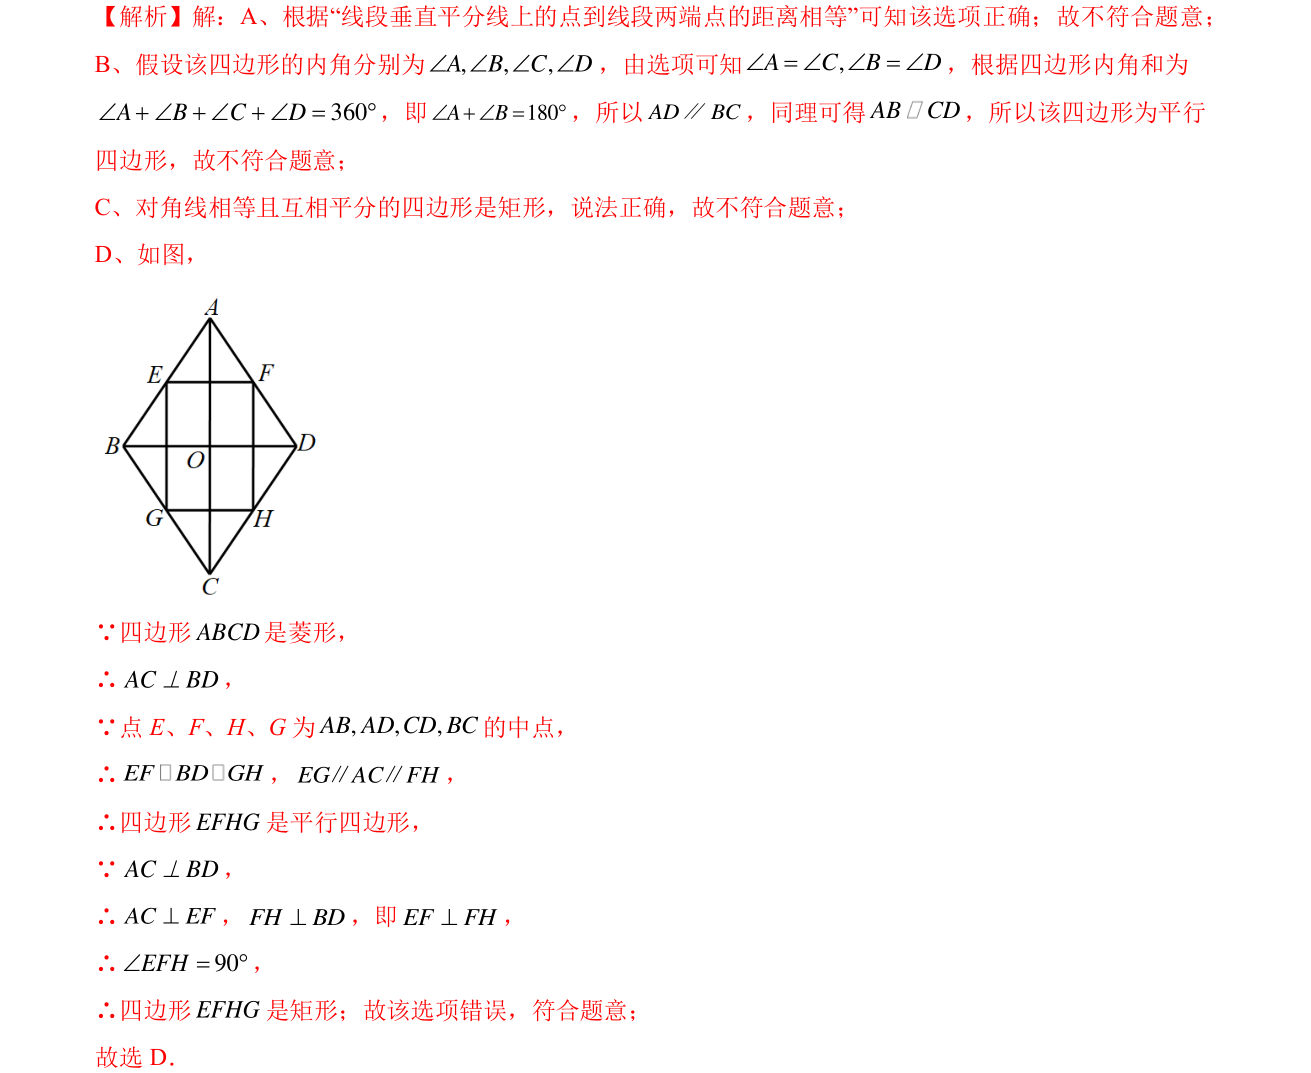 【解析】解：A、根据“线段垂直平分线上的点到线段两端点的距离相等”可知该选项正确；故不符合题意；
B、假设该四边形的内角分别为∠A,∠B,∠C,∠D，由选项可知∠A=∠C,∠B=∠D，根据四边形内角和为
∠A+∠B+∠C+∠D=360°，即∠A+∠B=180°，所以AD∥BC，同理可得AB□CD，所以该四边形为平行
四边形，故不符合题意；
C、对角线相等且互相平分的四边形是矩形，说法正确，故不符合题意；
D、如图，
A
E
F
B
O
D
G
H
C
∵四边形ABCD是菱形，
∴AC⊥BD，
∵点E、F、H、G为AB,AD,CD,BC的中点，
∴EF□BD□GH，EG∥AC∥FH，
∴四边形EFHG是平行四边形，
∵AC⊥BD，
∴AC⊥EF，FH⊥BD，即EF⊥FH，
∴∠EFH=90°，
∴四边形EFHG是矩形；故该选项错误，符合题意；
故选D．